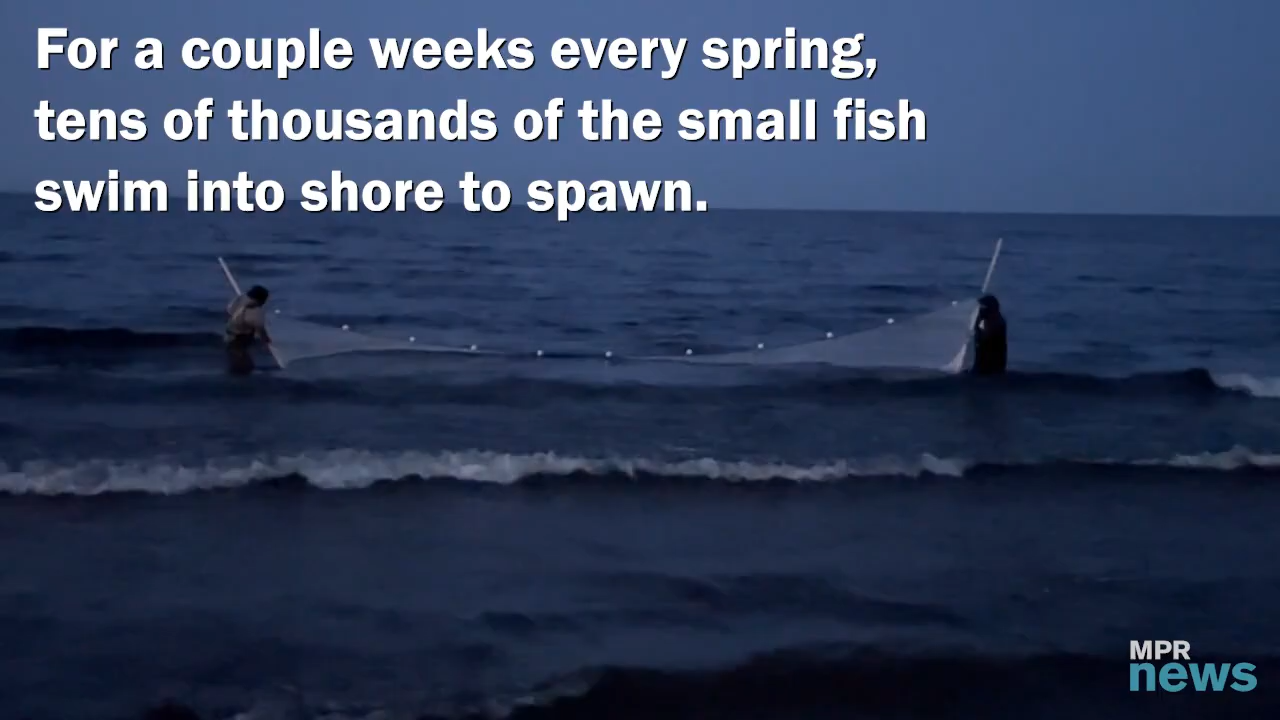 For a couple weeks every spring,
tens of thousands of the small fish
swim into shore to spawn.
MPR
news